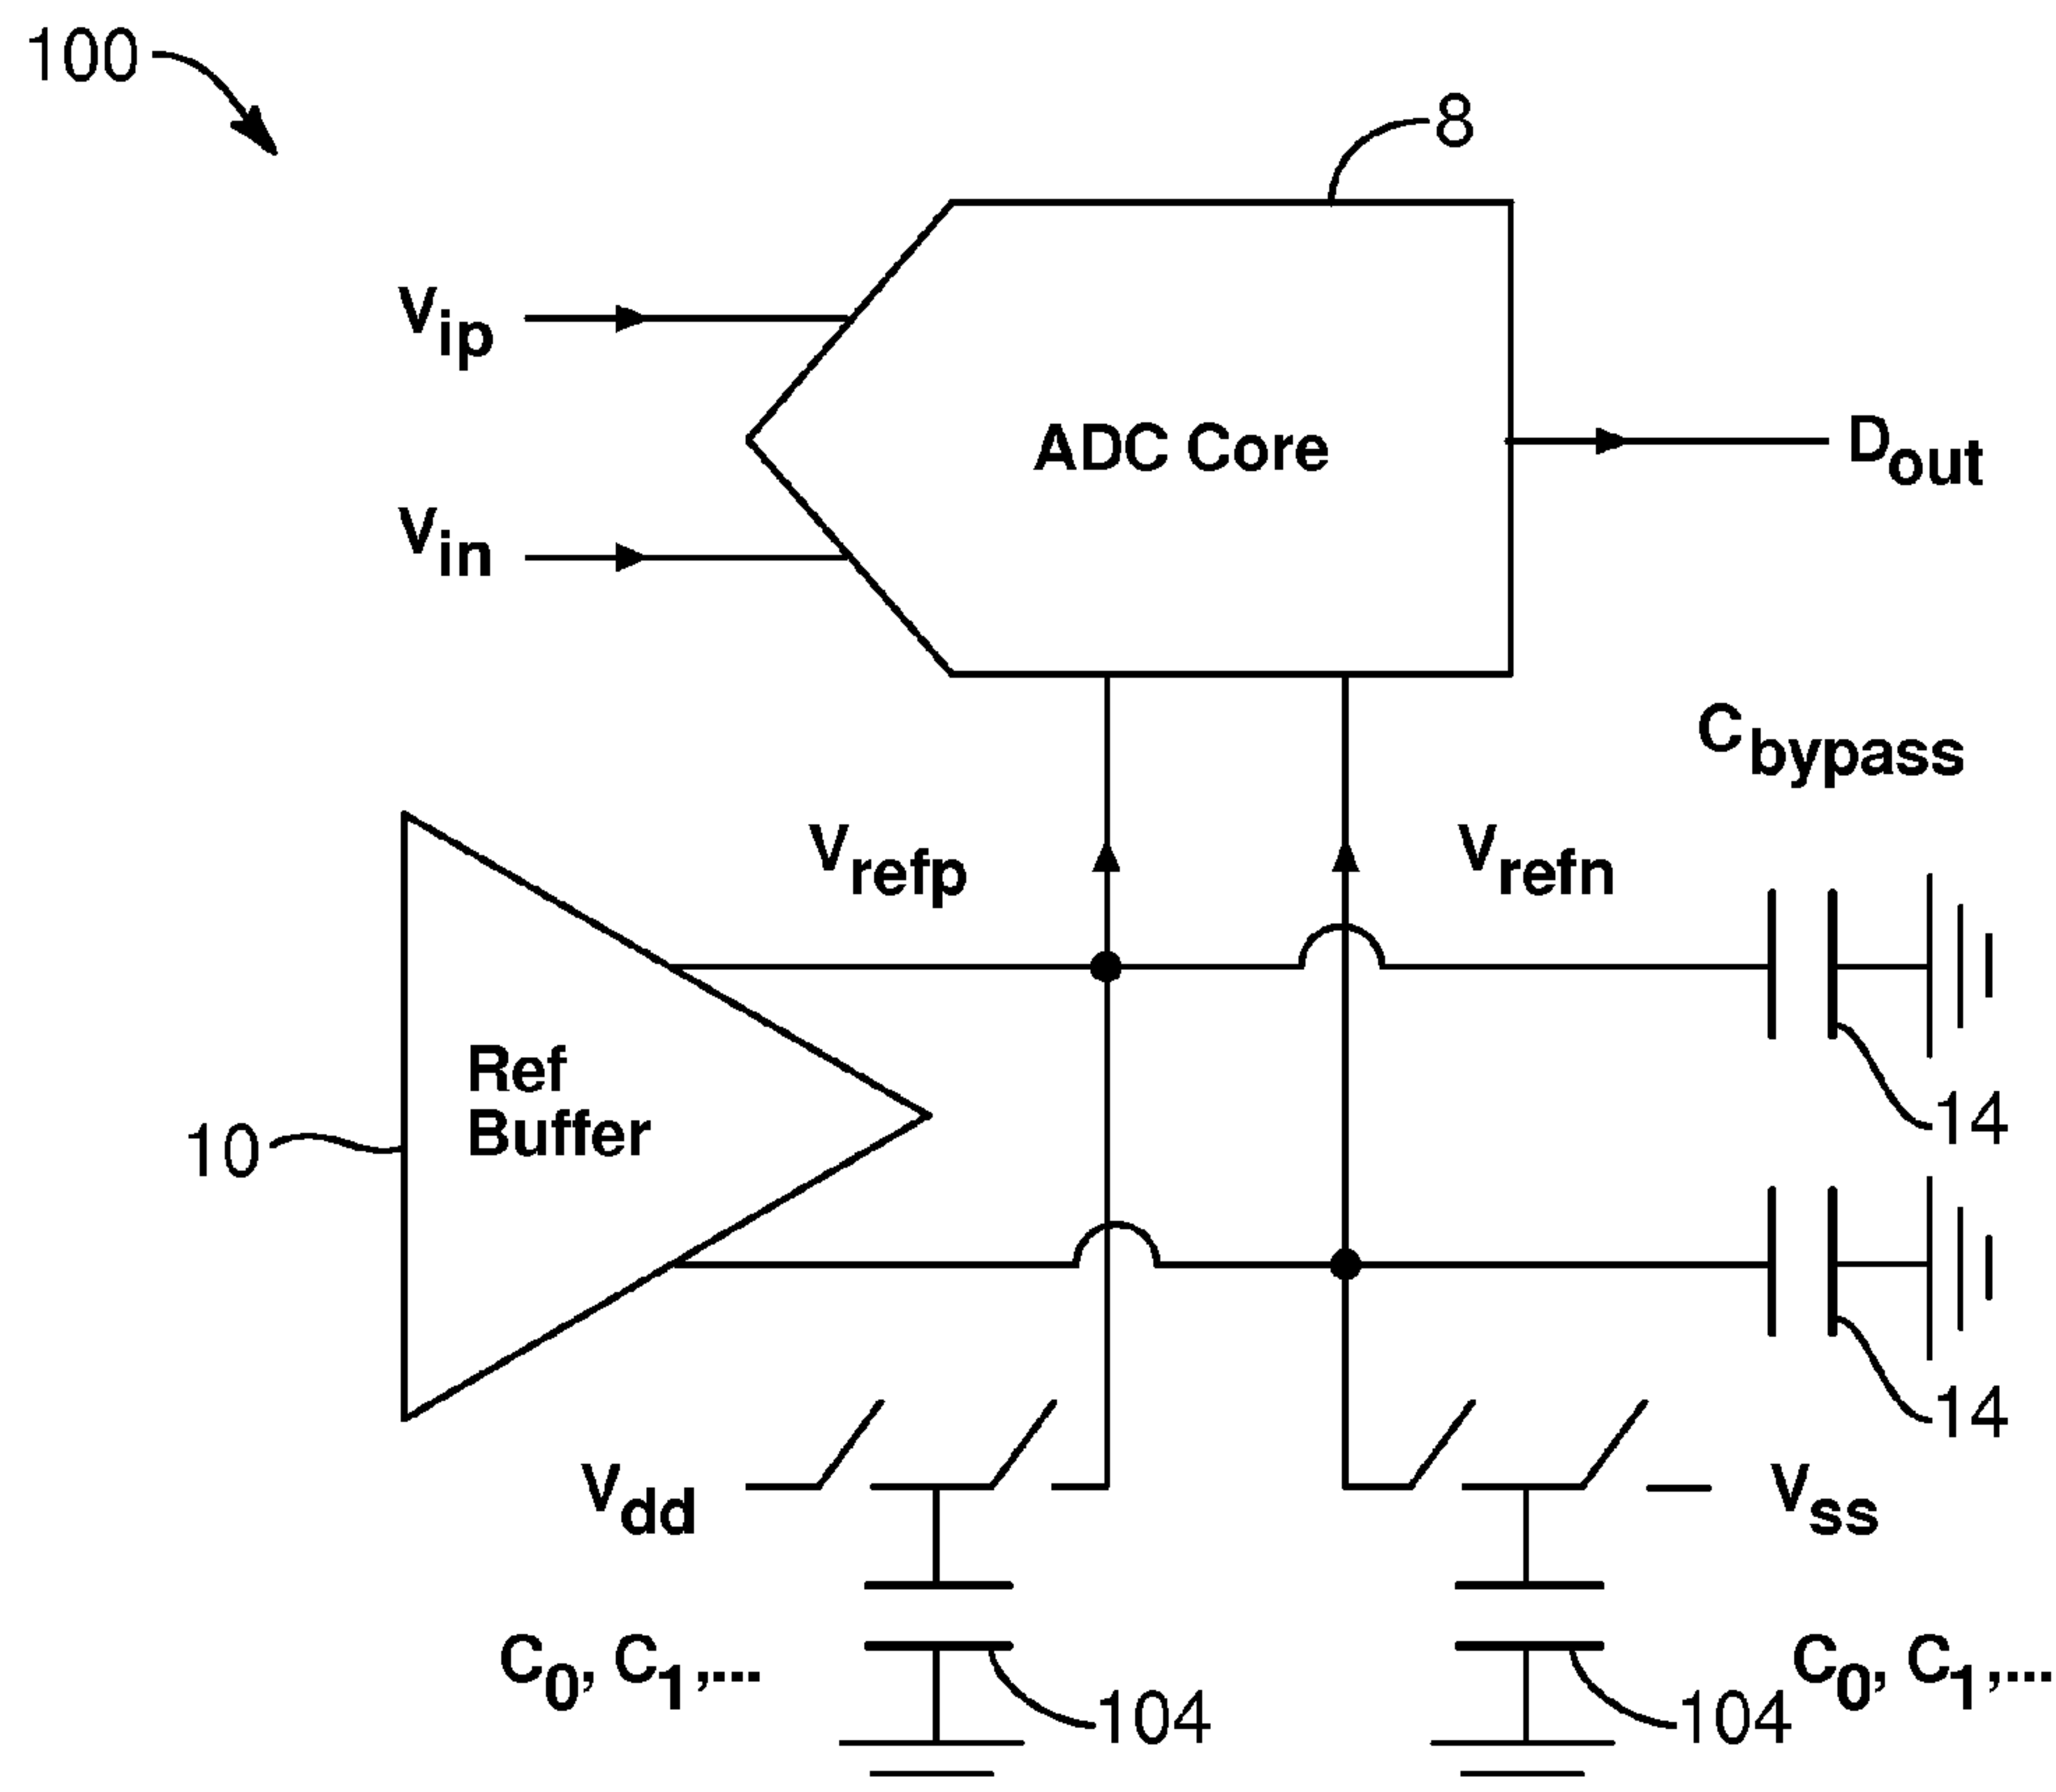 100
8
Vip
ADC Core
Dout
Vin
Cbypass
Vrefp
Vrefn
Ref
Buffer
10
14
14
Vdd
Vss
C0, C1,...
104
104
C0, C1,...